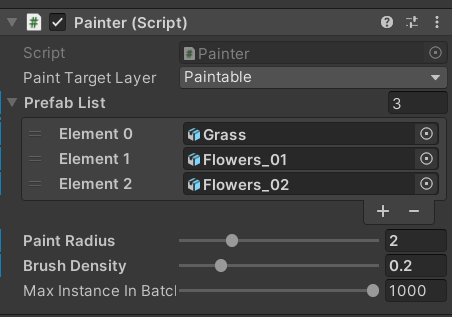 Painter (Script)
Script Painter
Paint Target Layer Paintable
Prefab List 3
Element 0 Grass
Element 1 Flowers_01
Element 2 Flowers_02
+ −
Paint Radius 2
Brush Density 0.2
Max Instance In Batcl 1000